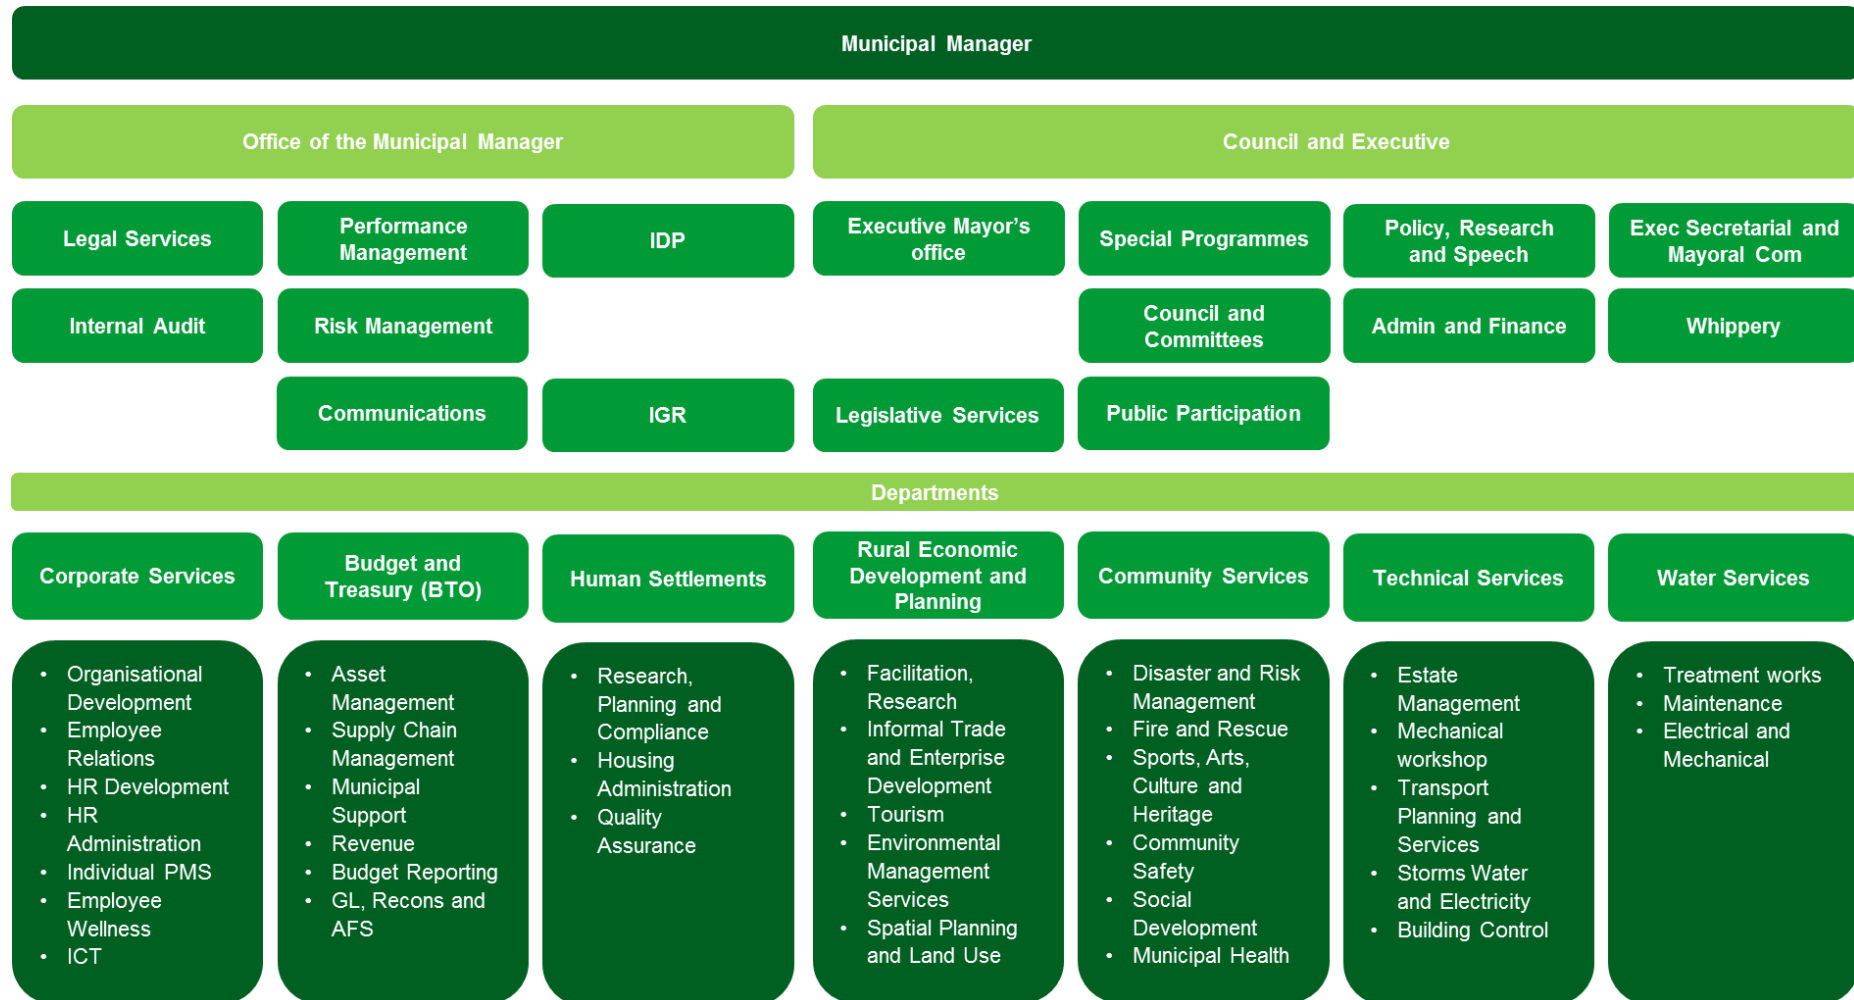 Municipal Manager
Office of the Municipal Manager
Council and Executive
Legal Services
Performance
Management
IDP
Executive Mayor's
office
Special Programmes
Policy, Research
and Speech
Exec Secretarial and
Mayoral Com
Internal Audit
Risk Management
Council and
Committees
Admin and Finance
Whippery
Communications
IGR
Legislative Services
Public Participation
Departments
Corporate Services
Budget and
Treasury (BTO)
Human Settlements
Rural Economic
Development and
Planning
Community Services
Technical Services
Water Services
• Organisational
Development
• Employee
Relations
• HR Development
• HR
Administration
• Individual PMS
• Employee
Wellness
• ICT
• Asset
Management
• Supply Chain
Management
• Municipal
Support
• Revenue
• Budget Reporting
• GL, Recons and
AFS
• Research,
Planning and
Compliance
• Housing
Administration
• Quality
Assurance
• Facilitation,
Research
• Informal Trade
and Enterprise
Development
• Tourism
• Environmental
Management
Services
• Spatial Planning
and Land Use
• Disaster and Risk
Management
• Fire and Rescue
• Sports, Arts,
Culture and
Heritage
• Community
Safety
• Social
Development
• Municipal Health
• Estate
Management
• Mechanical
workshop
• Transport
Planning and
Services
• Storms Water
and Electricity
• Building Control
• Treatment works
• Maintenance
• Electrical and
Mechanical